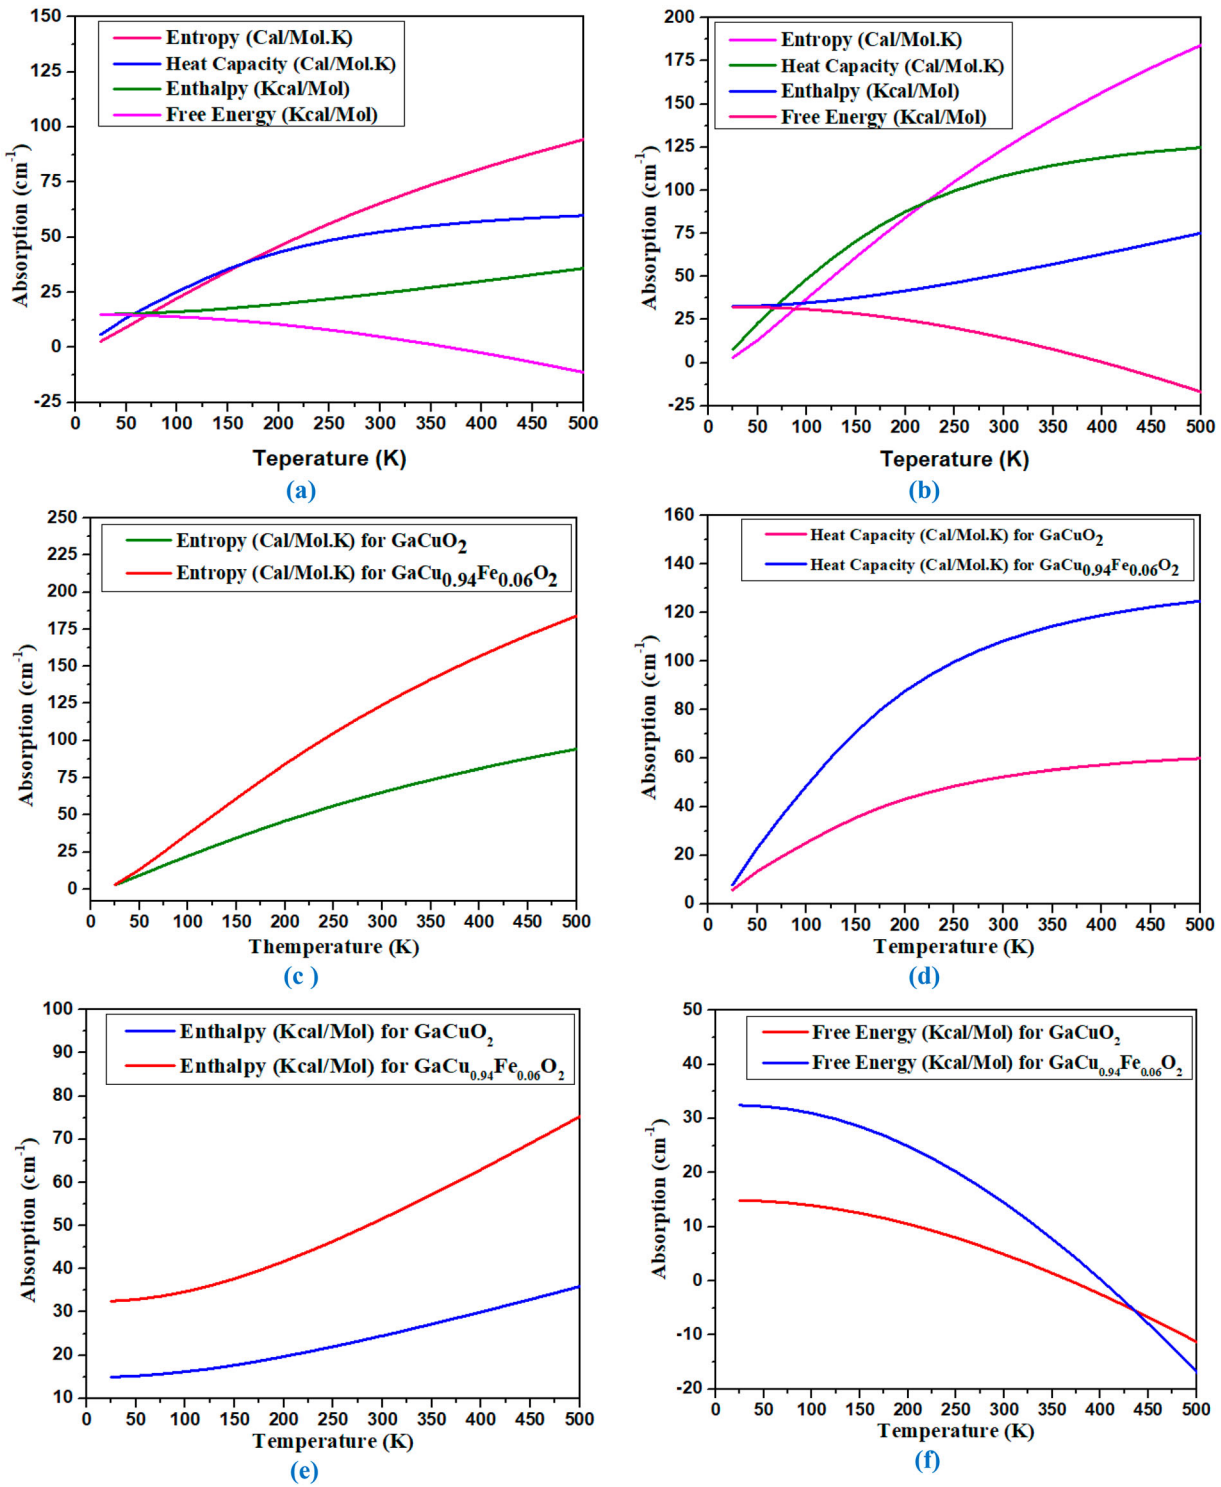 150
125
100
75
50
25
0
-25
Absorption (cm-1)
Entropy (Cal/Mol.K)
Heat Capacity (Cal/Mol.K)
Enthalpy (Kcal/Mol)
Free Energy (Kcal/Mol)
0 50 100 150 200 250 300 350 400 450 500
Teperature (K)
(a)
200
175
150
125
100
75
50
25
0
-25
Absorption (cm-1)
Entropy (Cal/Mol.K)
Heat Capacity (Cal/Mol.K)
Enthalpy (Kcal/Mol)
Free Energy (Kcal/Mol)
0 50 100 150 200 250 300 350 400 450 500
Teperature (K)
(b)
250
225
200
175
150
125
100
75
50
25
0
Absorption (cm-1)
Entropy (Cal/Mol.K) for GaCuO2
Entropy (Cal/Mol.K) for GaCu0.94Fe0.06O2
0 50 100 150 200 250 300 350 400 450 500
Themperature (K)
(c )
160
140
120
100
80
60
40
20
0
Absorption (cm-1)
Heat Capacity (Cal/Mol.K) for GaCuO2
Heat Capacity (Cal/Mol.K) for GaCu0.94Fe0.06O2
0 50 100 150 200 250 300 350 400 450 500
Temperature (K)
(d)
100
90
80
70
60
50
40
30
20
10
Absorption (cm-1)
Enthalpy (Kcal/Mol) for GaCuO2
Enthalpy (Kcal/Mol) for GaCu0.94Fe0.06O2
0 50 100 150 200 250 300 350 400 450 500
Temperature (K)
(e)
50
40
30
20
10
0
-10
-20
Absorption (cm-1)
Free Energy (Kcal/Mol) for GaCuO2
Free Energy (Kcal/Mol) for GaCu0.94Fe0.06O2
0 50 100 150 200 250 300 350 400 450 500
Temperature (K)
(f)